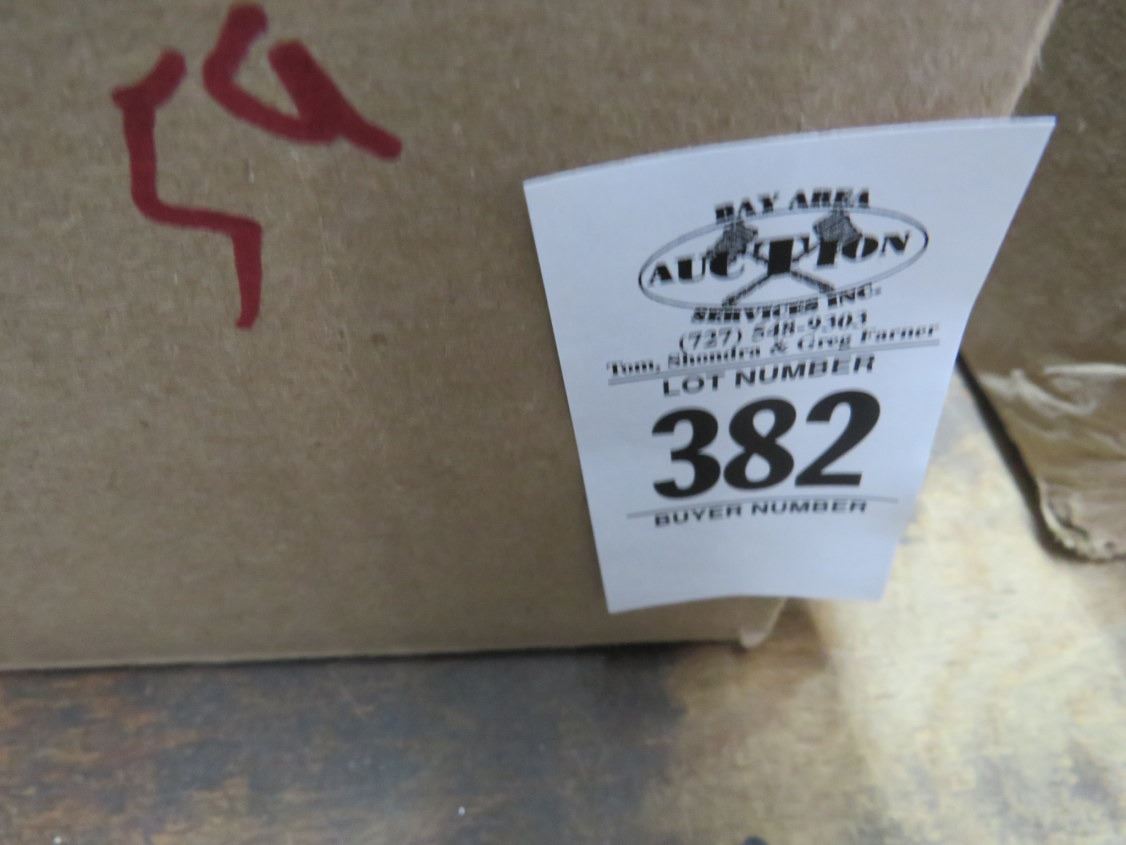 BAY AREA
AUCTION
SERVICES INC.
(727) 548-9303
Tom, Shondra & Greg Farner
LOT NUMBER
382
BUYER NUMBER